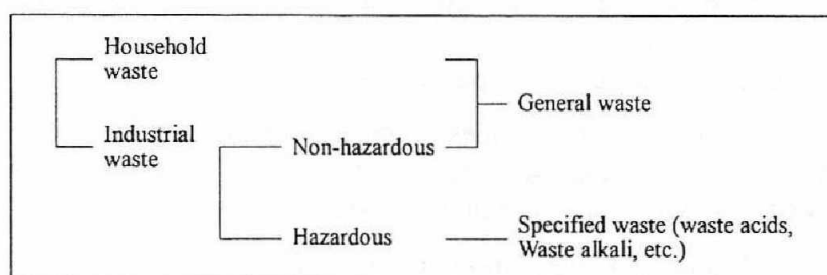 Household
waste
General waste
Industrial
waste
Non-hazardous
Hazardous
Specified waste (waste acids,
Waste alkali, etc.)